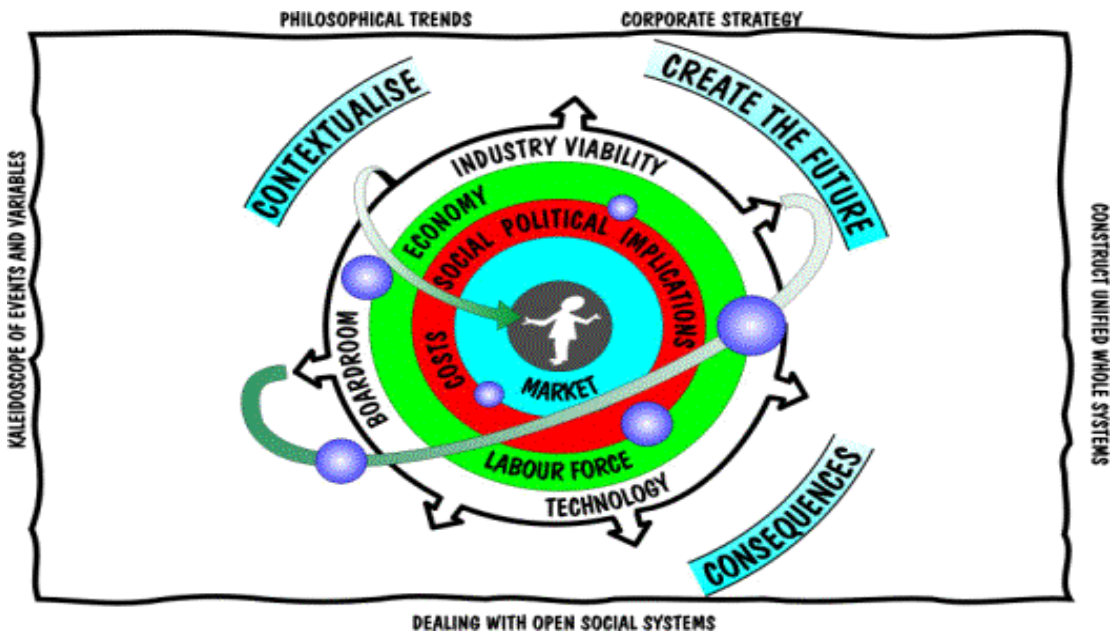 PHILOSOPHICAL TRENDS
CORPORATE STRATEGY
CONTEXTUALISE
CREATE THE FUTURE
KALEIDOSCOPE OF EVENTS AND VARIABLES
CONSTRUCT UNIFIED WHOLE SYSTEMS
INDUSTRY VIABILITY
ECONOMY
SOCIAL POLITICAL IMPLICATIONS
COSTS
MARKET
BOARDROOM
LABOUR FORCE
TECHNOLOGY
CONSEQUENCES
DEALING WITH OPEN SOCIAL SYSTEMS